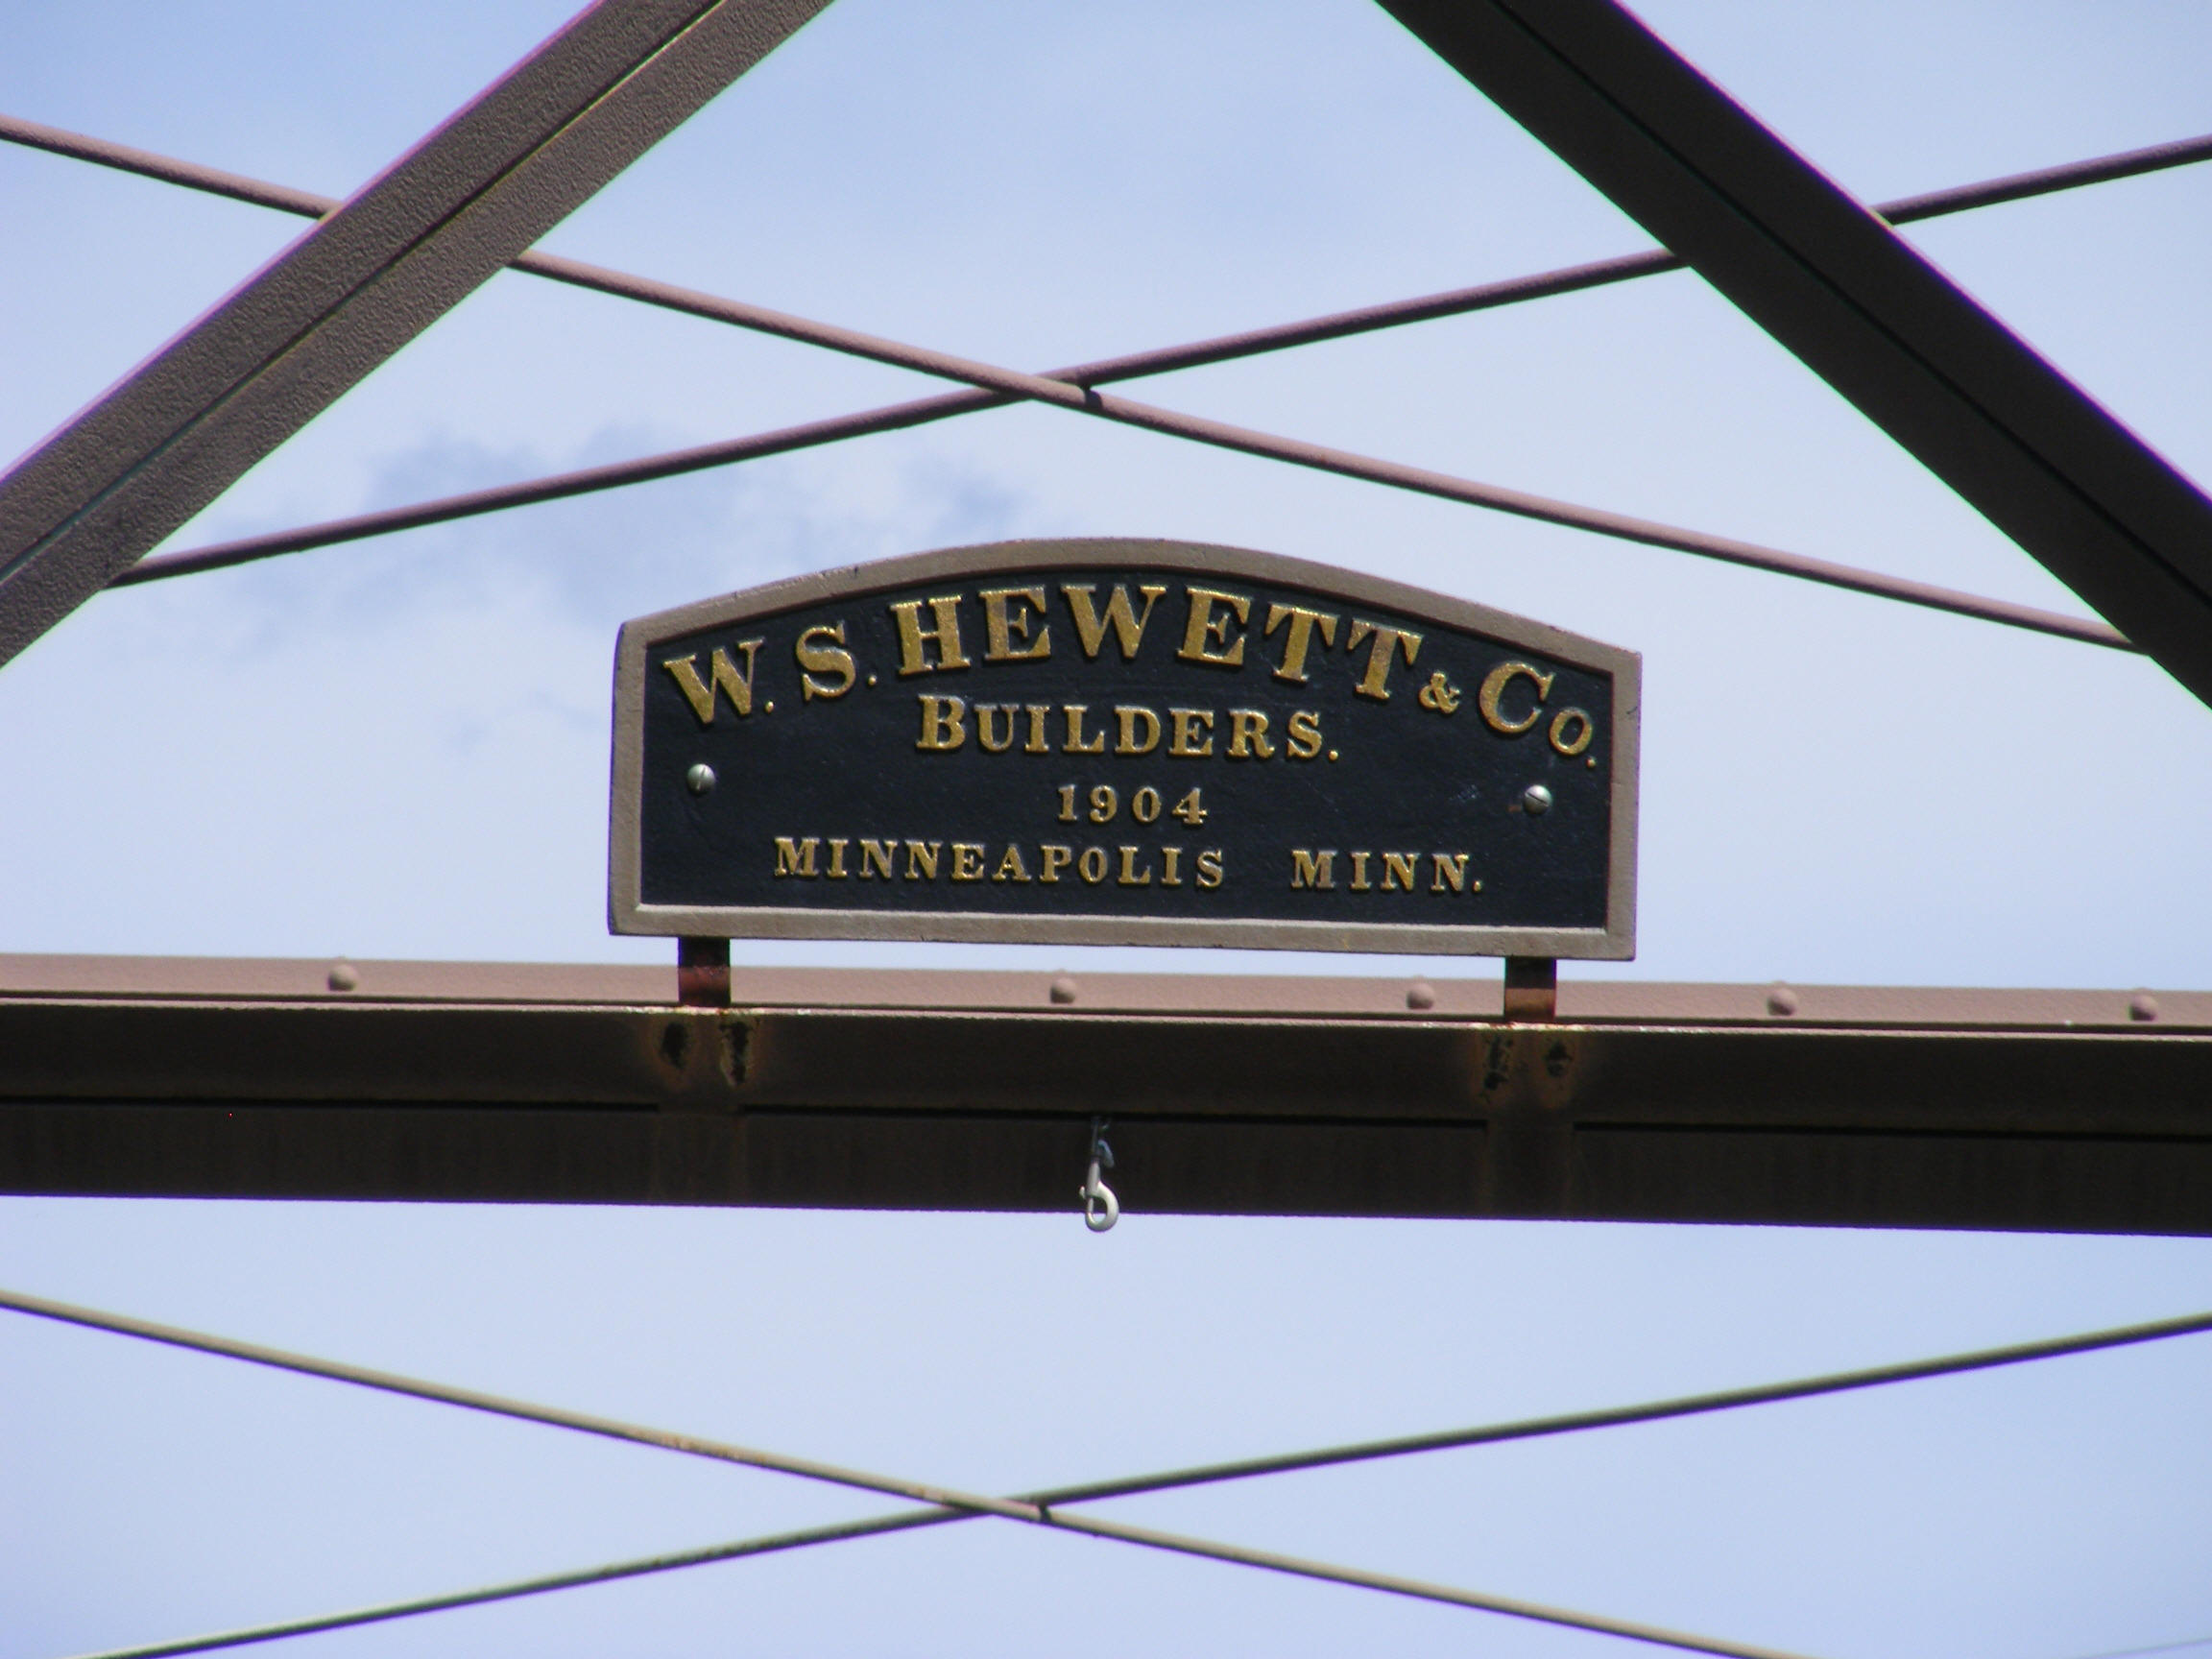 W. S. HEWETT & CO.
BUILDERS.
1904
MINNEAPOLIS MINN.